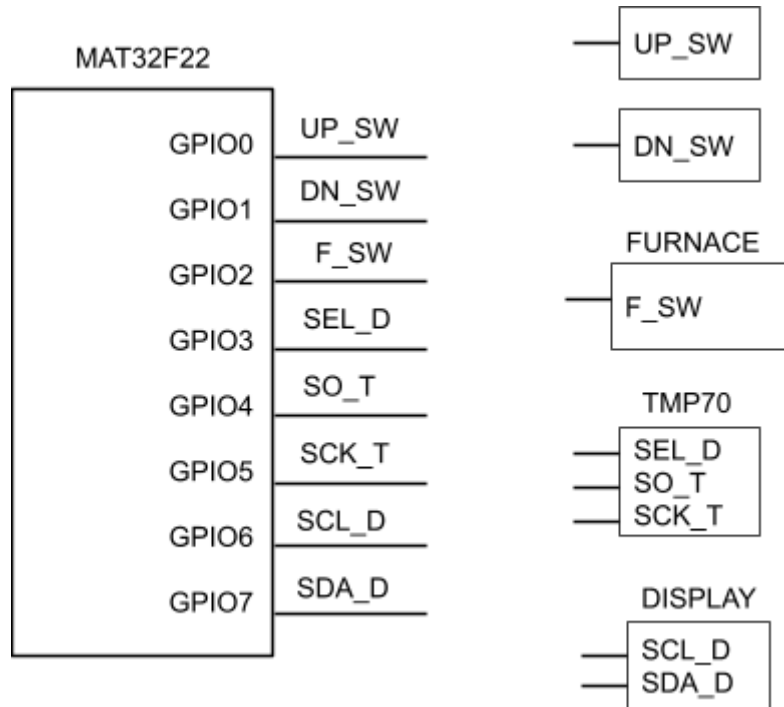 MAT32F22
GPIO0 UP_SW
GPIO1 DN_SW
GPIO2 F_SW
GPIO3 SEL_D
GPIO4 SO_T
GPIO5 SCK_T
GPIO6 SCL_D
GPIO7 SDA_D
UP_SW
DN_SW
FURNACE
F_SW
TMP70
SEL_D
SO_T
SCK_T
DISPLAY
SCL_D
SDA_D